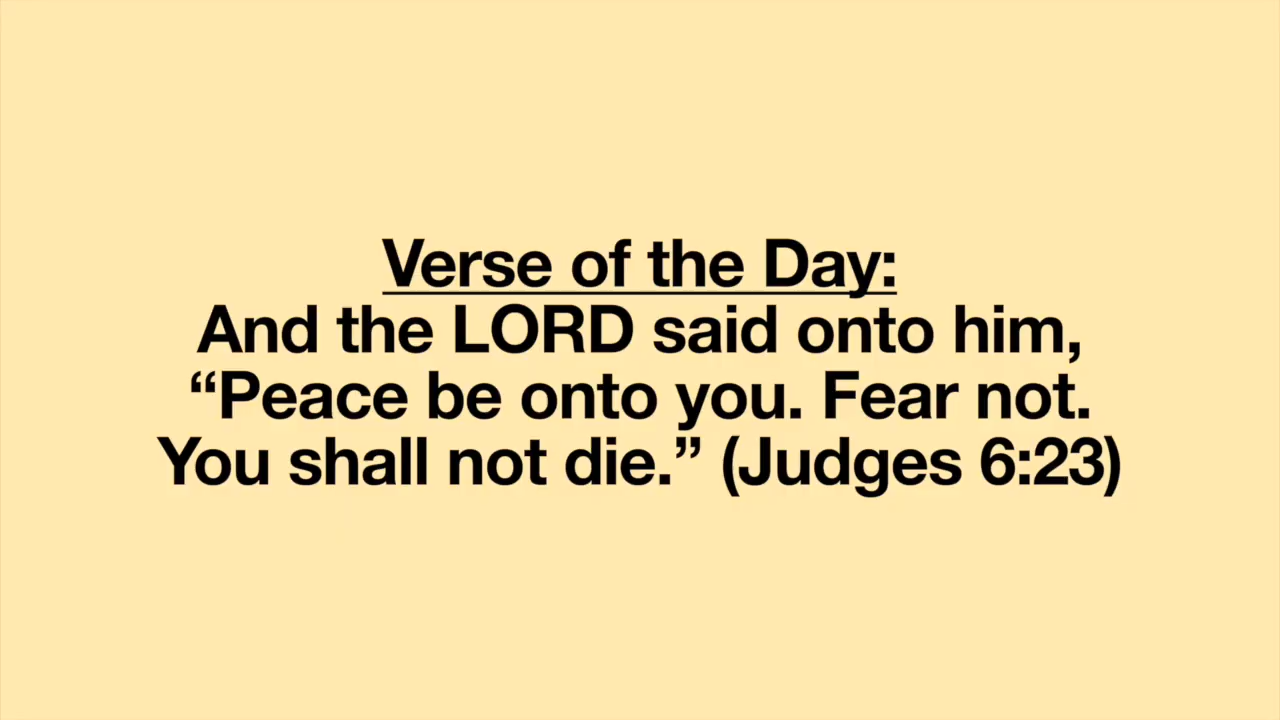 Verse of the Day:
And the LORD said onto him,
“Peace be onto you. Fear not.
You shall not die.” (Judges 6:23)